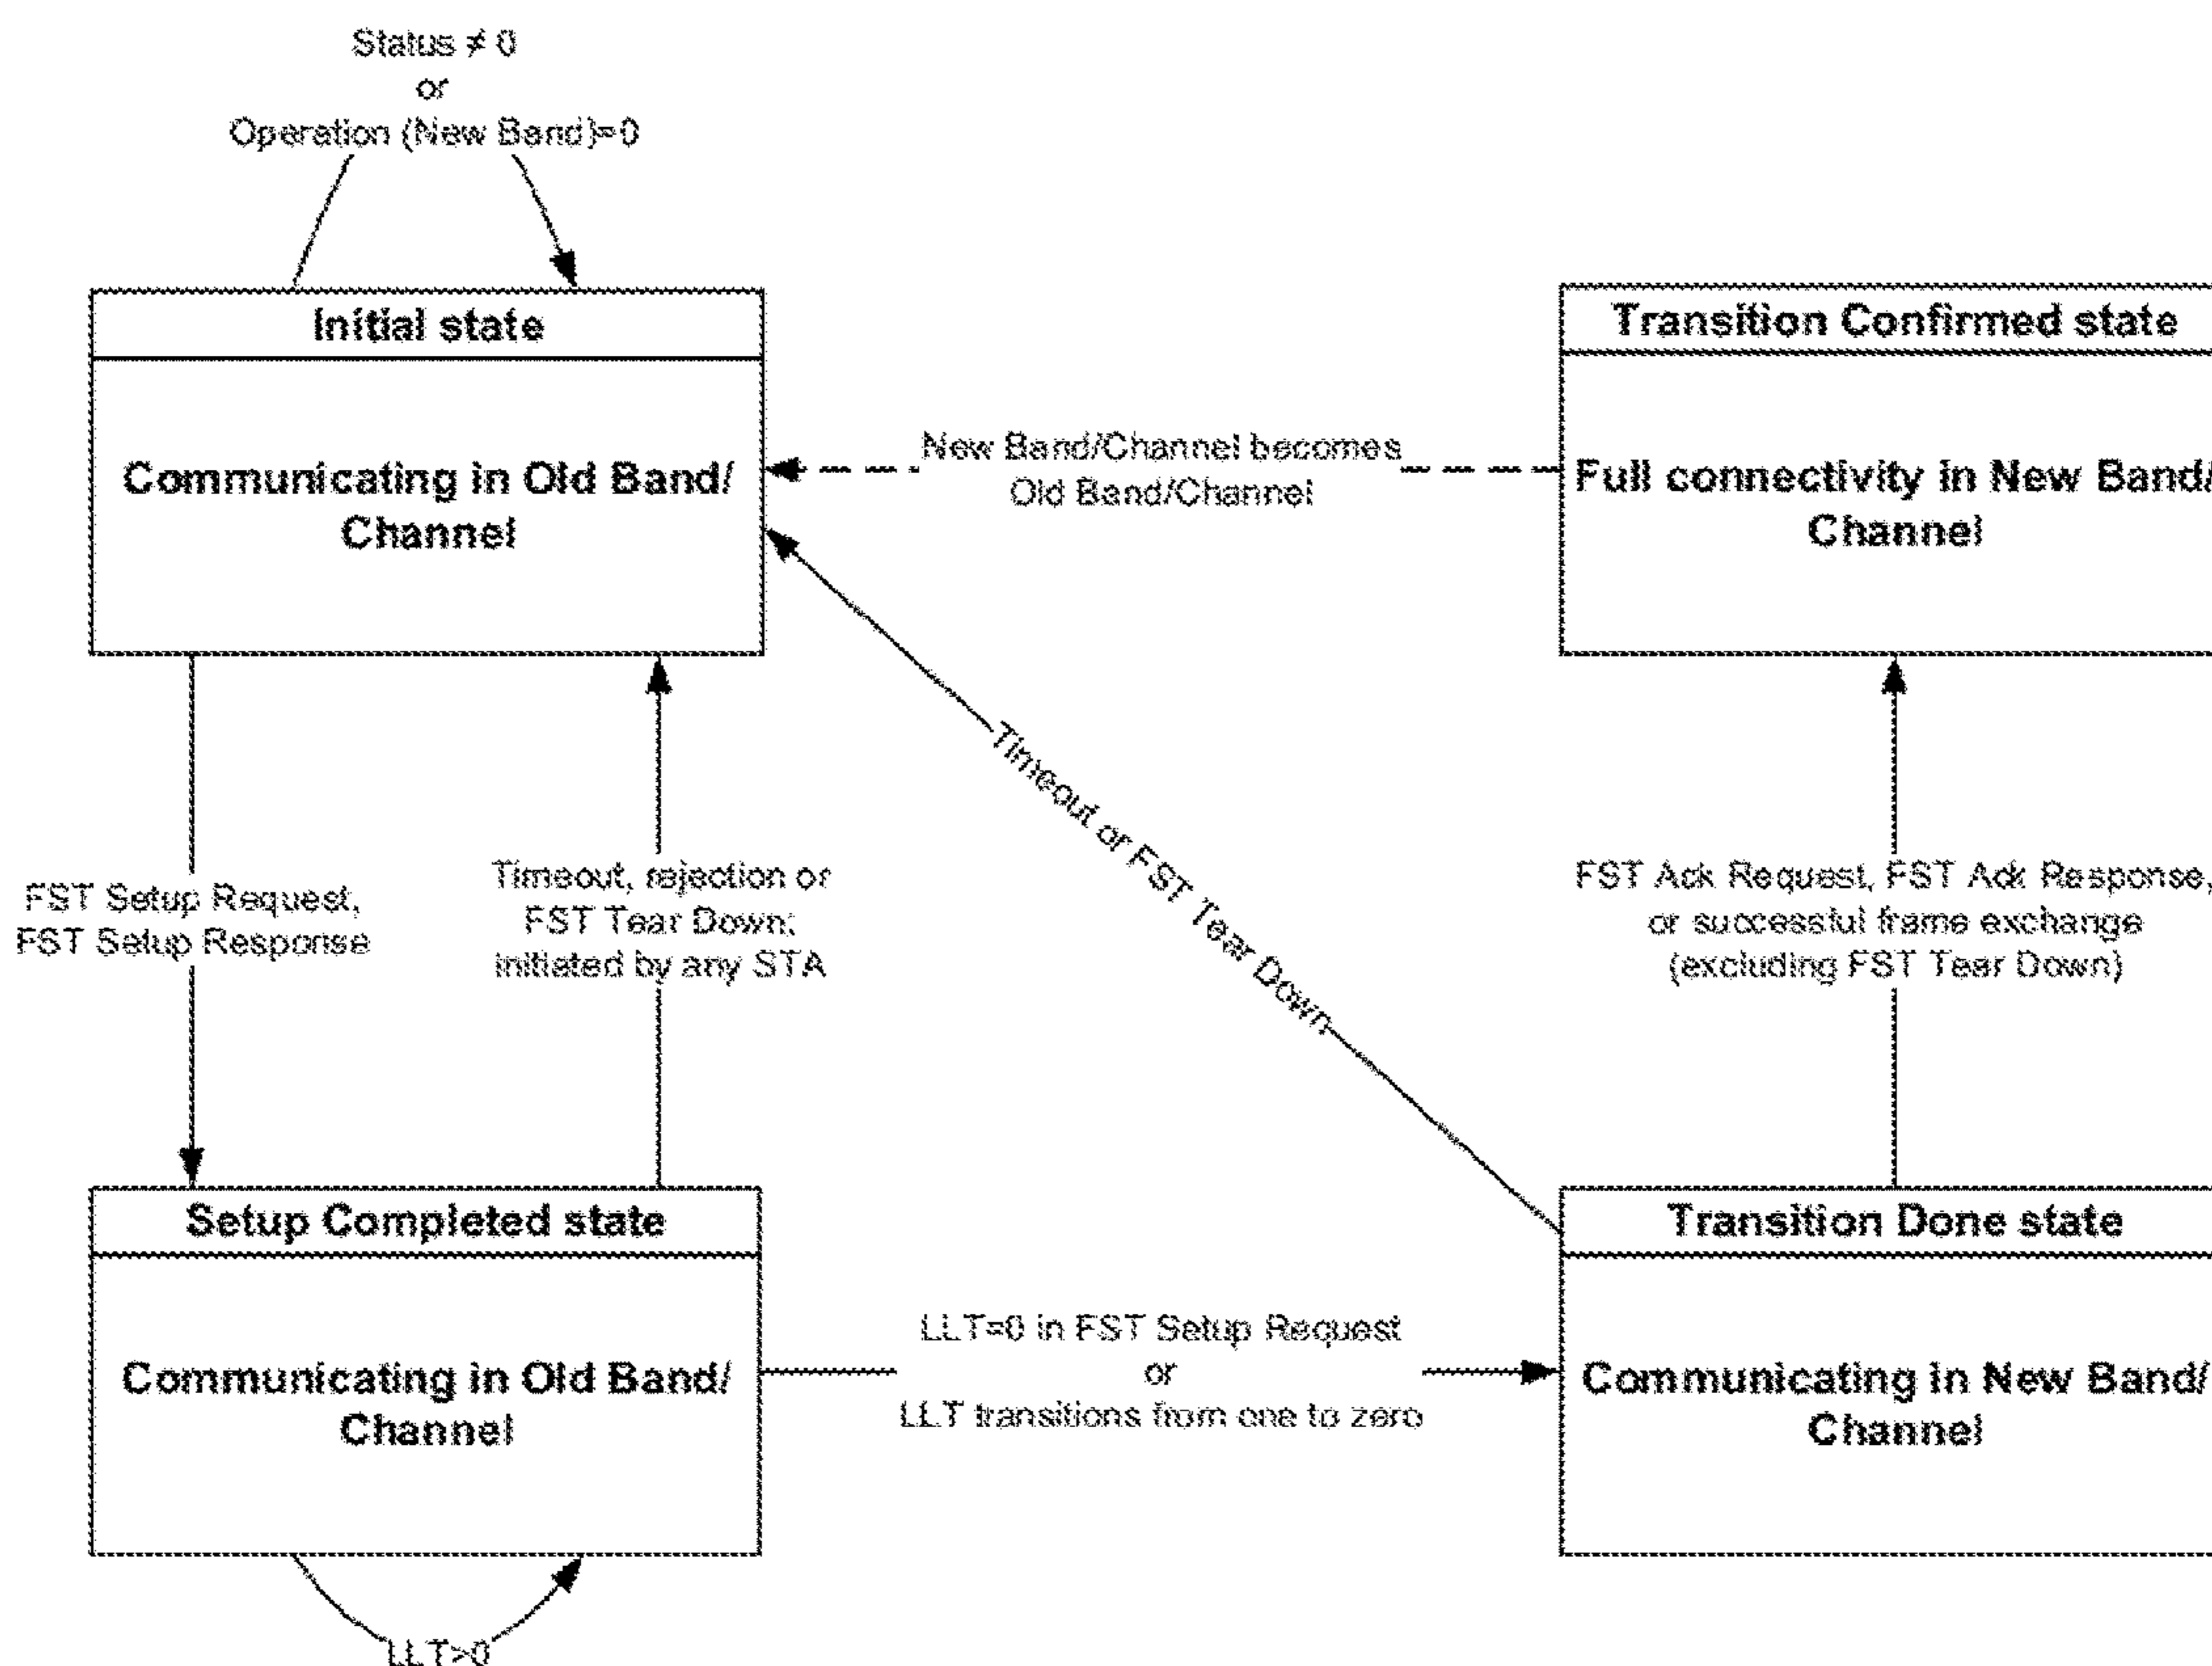 Status ≠ 0
or
Operation (New Band)=0
Initial state
Communicating in Old Band/
Channel
Transition Confirmed state
Full connectivity in New Band/
Channel
New Band/Channel becomes
Old Band/Channel
FST Setup Request,
FST Setup Response
Timeout, rejection or
FST Tear Down;
initiated by any STA
Timeout or FST Tear Down
FST Ack Request, FST Ack Response,
or successful frame exchange
(excluding FST Tear Down)
Setup Completed state
Communicating in Old Band/
Channel
LLT=0 in FST Setup Request
or
LLT transitions from one to zero
Transition Done state
Communicating in New Band/
Channel
LLT>0